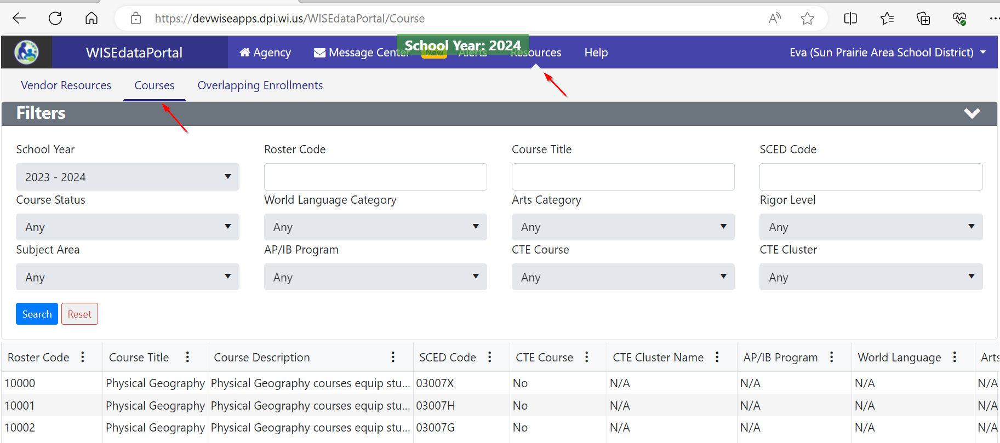 https://devwiseapps.dpi.wi.us/WISEdataPortal/Course
School Year: 2024
WISEdataPortal Agency Message Center New Alerts Resources Help Eva (Sun Prairie Area School District)
Vendor Resources Courses Overlapping Enrollments
Filters
School Year Roster Code Course Title SCED Code
2023 - 2024
Course Status World Language Category Arts Category Rigor Level
Any Any Any Any
Subject Area AP/IB Program CTE Course CTE Cluster
Any Any Any Any
Search Reset
Roster Code Course Title Course Description SCED Code CTE Course CTE Cluster Name AP/IB Program World Language Arts
10000 Physical Geography Physical Geography courses equip stu... 03007X No N/A N/A N/A N/A
10001 Physical Geography Physical Geography courses equip stu... 03007H No N/A N/A N/A N/A
10002 Physical Geography Physical Geography courses equip stu... 03007G No N/A N/A N/A N/A